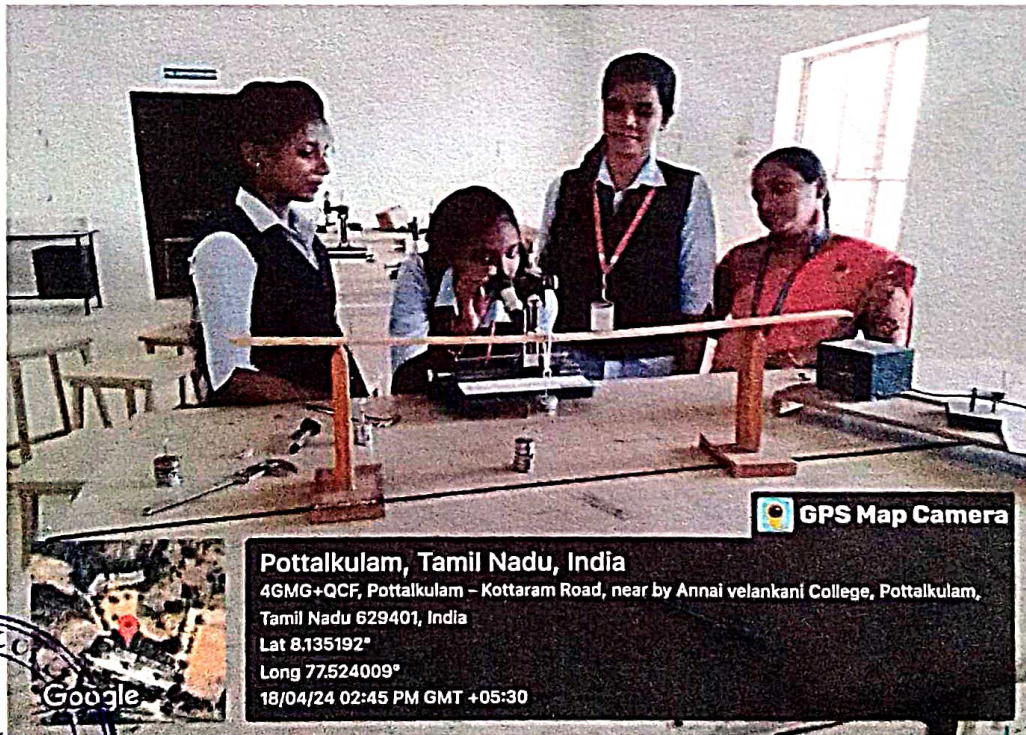 GPS Map Camera
Pottalkulam, Tamil Nadu, India
4GMG+QCF, Pottalkulam – Kottaram Road, near by Annai velankani College, Pottalkulam,
Tamil Nadu 629401, India
Lat 8.135192°
Long 77.524009°
18/04/24 02:45 PM GMT +05:30
Google